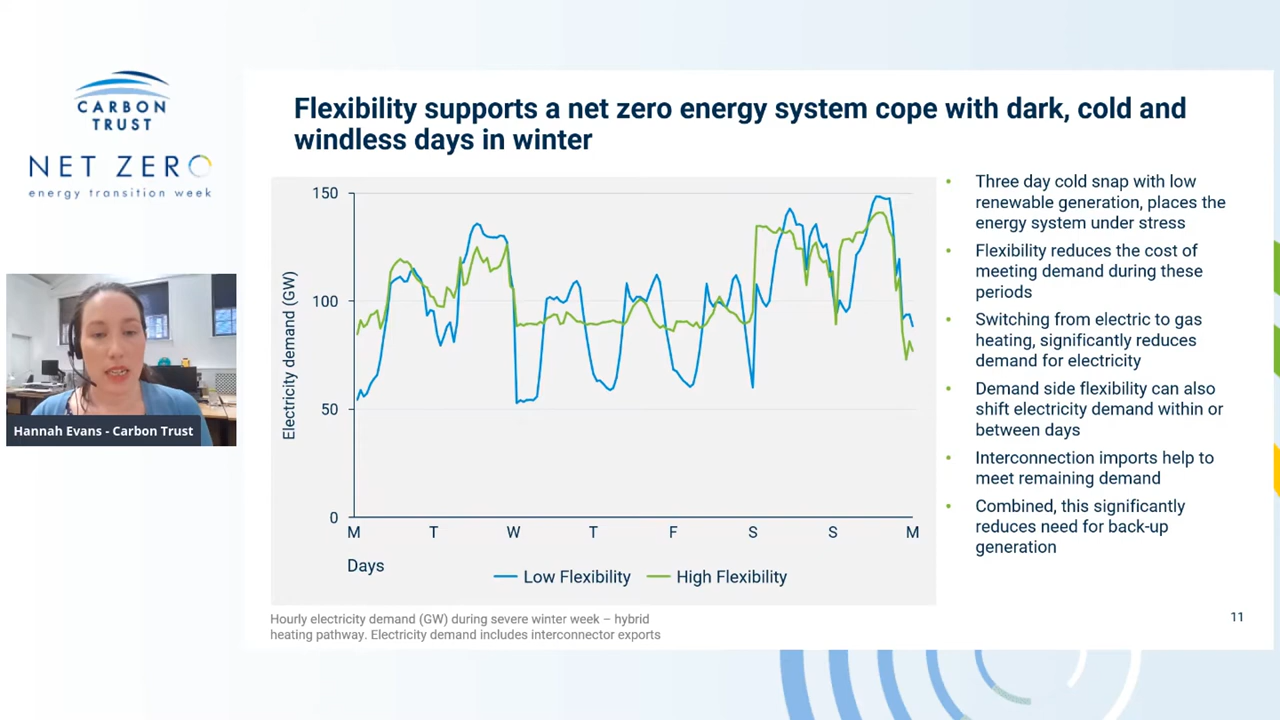 CARBON
TRUST
NET ZERO
energy transition week
Hannah Evans - Carbon Trust
Flexibility supports a net zero energy system cope with dark, cold and
windless days in winter
150
100
50
0
Electricity demand (GW)
M T W T F S S M
Days
Low Flexibility
High Flexibility
Hourly electricity demand (GW) during severe winter week – hybrid
heating pathway. Electricity demand includes interconnector exports
• Three day cold snap with low
renewable generation, places the
energy system under stress
• Flexibility reduces the cost of
meeting demand during these
periods
• Switching from electric to gas
heating, significantly reduces
demand for electricity
• Demand side flexibility can also
shift electricity demand within or
between days
• Interconnection imports help to
meet remaining demand
• Combined, this significantly
reduces need for back-up
generation
11